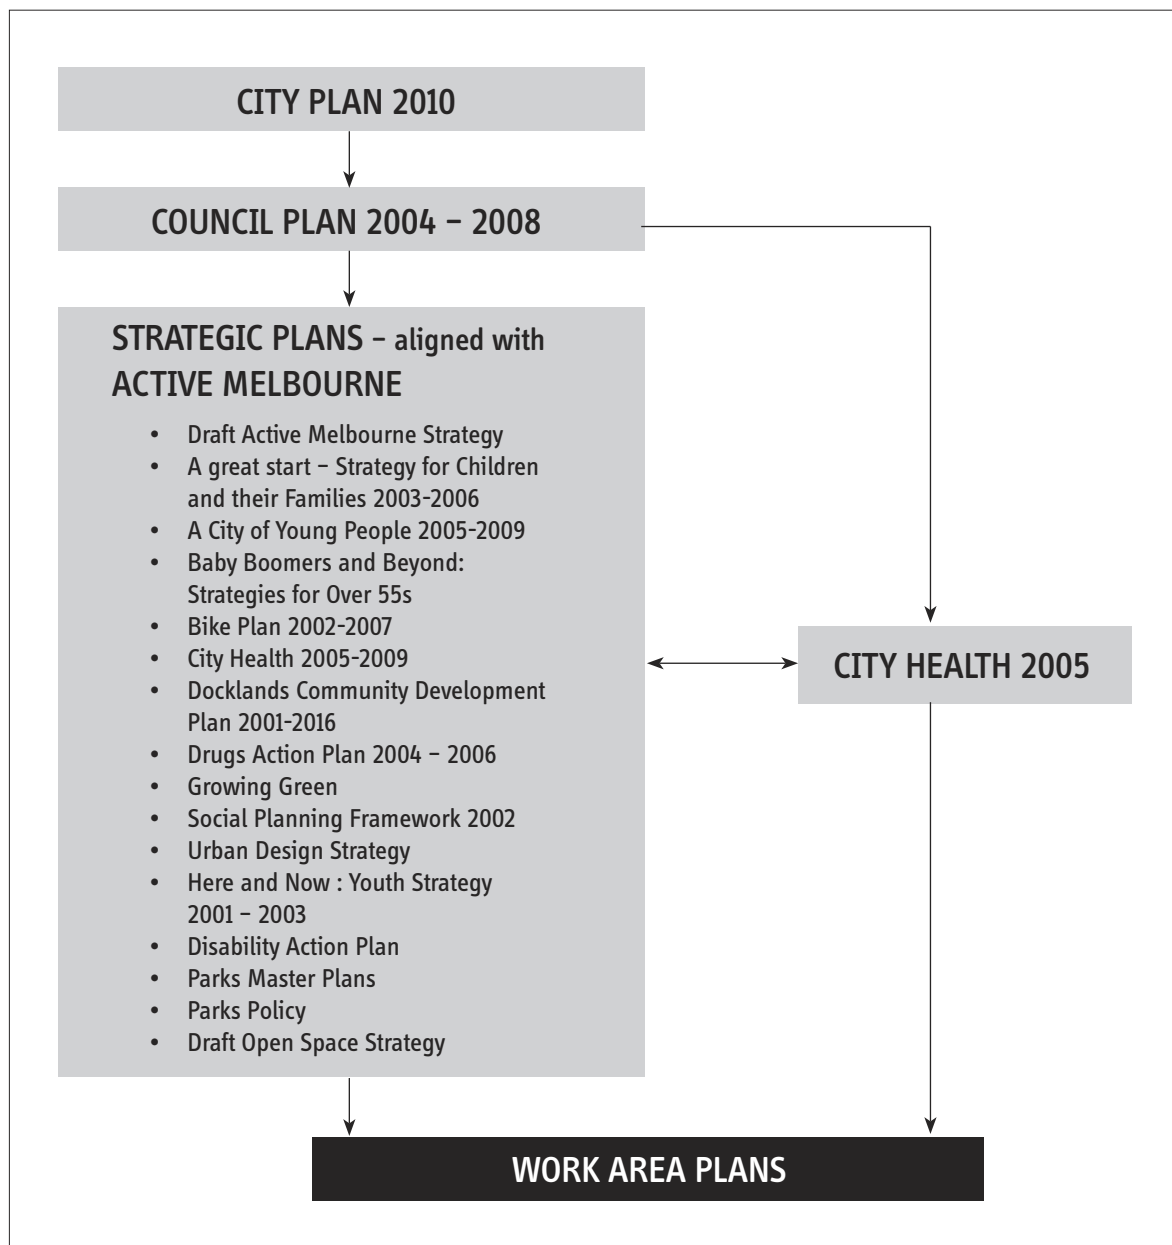 CITY PLAN 2010
COUNCIL PLAN 2004 – 2008
STRATEGIC PLANS – aligned with
ACTIVE MELBOURNE
• Draft Active Melbourne Strategy
• A great start – Strategy for Children
and their Families 2003-2006
• A City of Young People 2005-2009
• Baby Boomers and Beyond:
Strategies for Over 55s
• Bike Plan 2002-2007
• City Health 2005-2009
• Docklands Community Development
Plan 2001-2016
• Drugs Action Plan 2004 – 2006
• Growing Green
• Social Planning Framework 2002
• Urban Design Strategy
• Here and Now : Youth Strategy
2001 – 2003
• Disability Action Plan
• Parks Master Plans
• Parks Policy
• Draft Open Space Strategy
CITY HEALTH 2005
WORK AREA PLANS